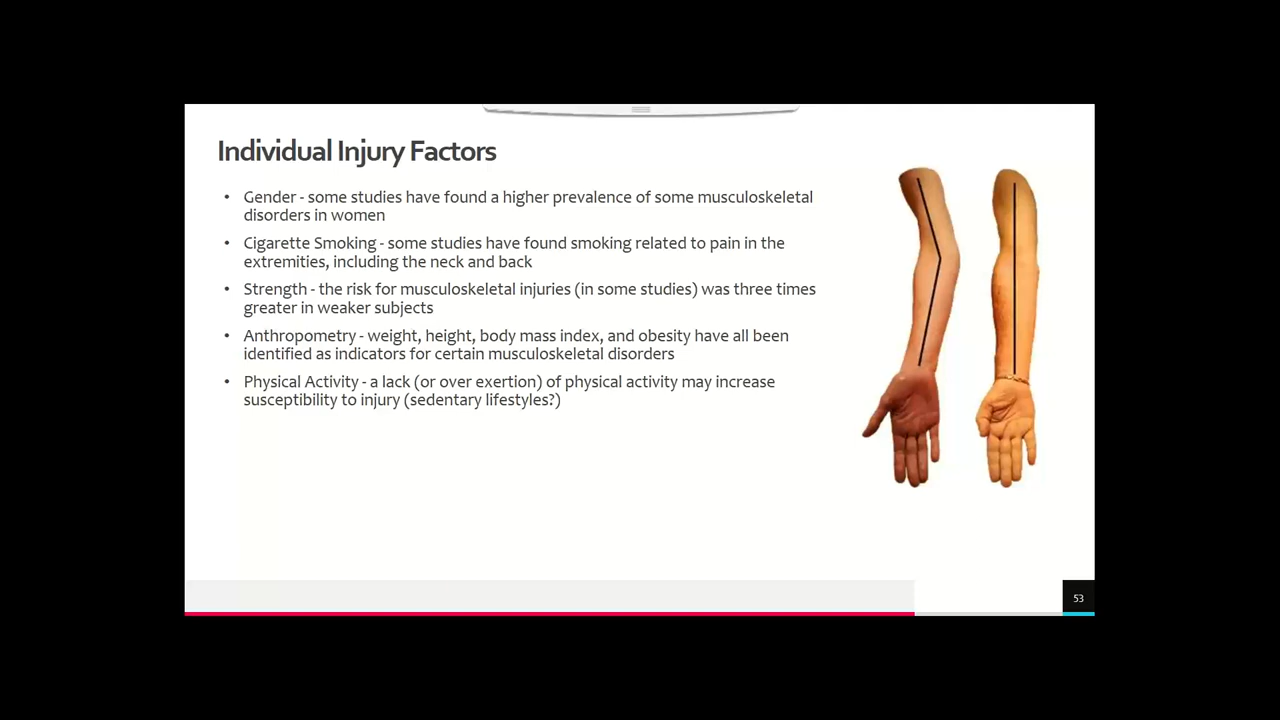 Individual Injury Factors
• Gender - some studies have found a higher prevalence of some musculoskeletal
disorders in women
• Cigarette Smoking - some studies have found smoking related to pain in the
extremities, including the neck and back
• Strength - the risk for musculoskeletal injuries (in some studies) was three times
greater in weaker subjects
• Anthropometry - weight, height, body mass index, and obesity have all been
identified as indicators for certain musculoskeletal disorders
• Physical Activity - a lack (or over exertion) of physical activity may increase
susceptibility to injury (sedentary lifestyles?)
53